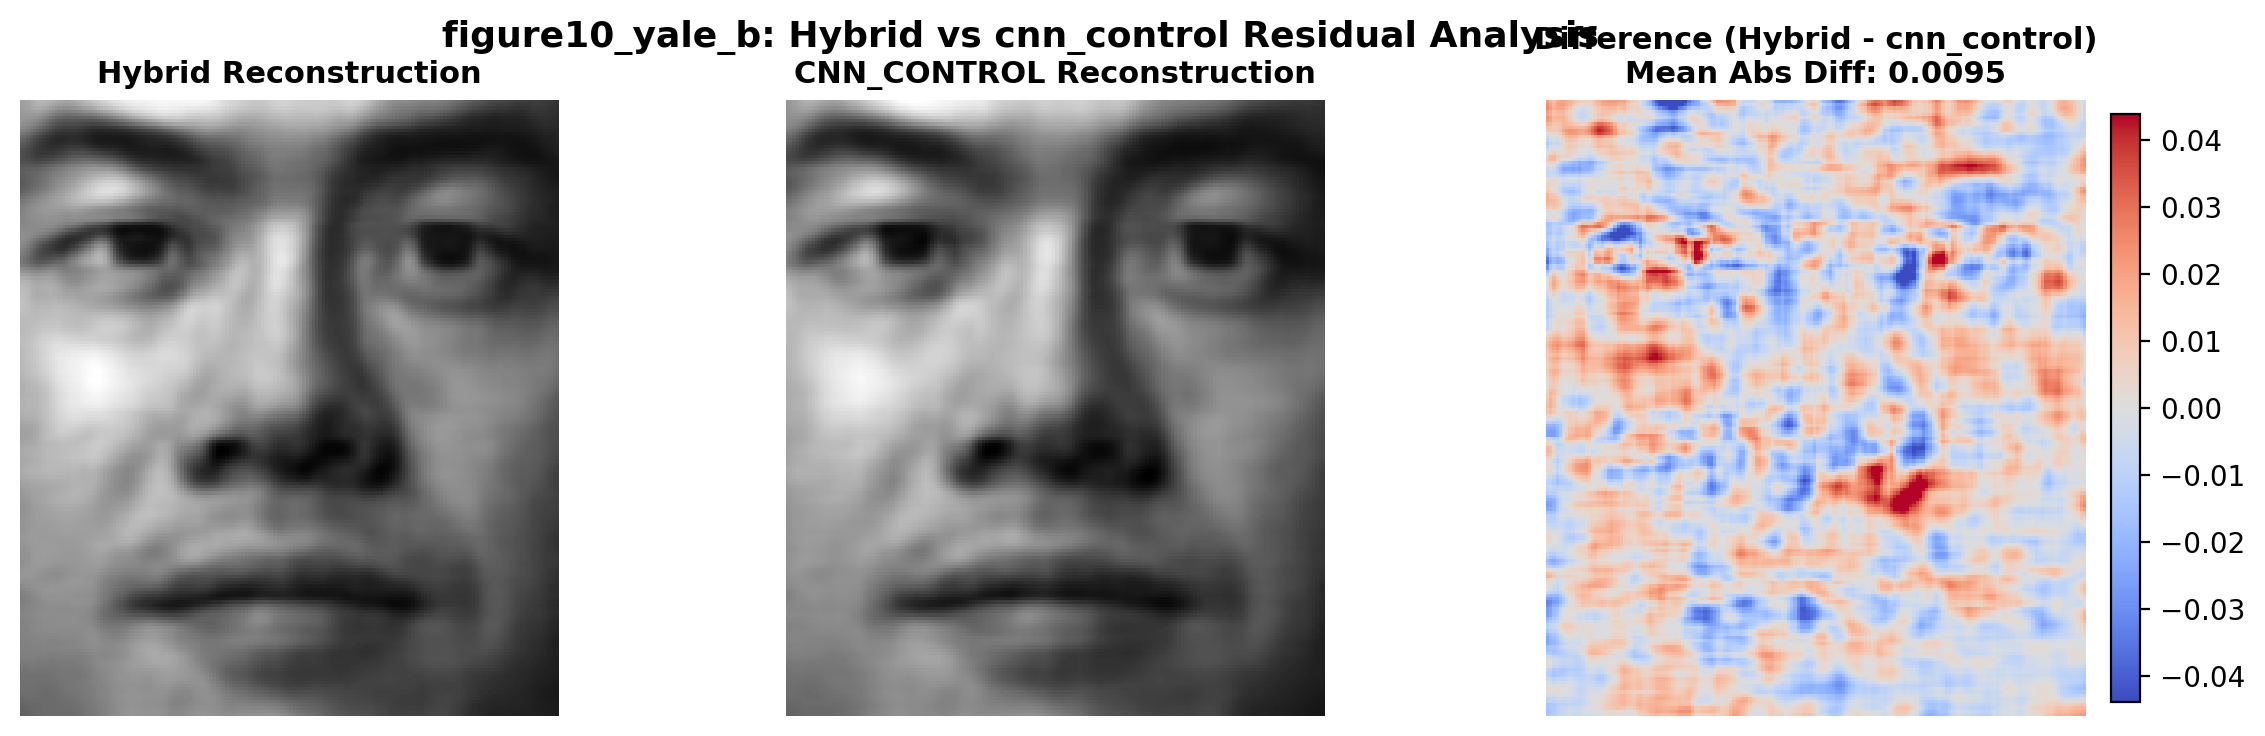 figure10_yale_b: Hybrid vs cnn_control Residual Analysis
Hybrid Reconstruction
CNN_CONTROL Reconstruction
Difference (Hybrid - cnn_control)
Mean Abs Diff: 0.0095
0.04
0.03
0.02
0.01
0.00
−0.01
−0.02
−0.03
−0.04